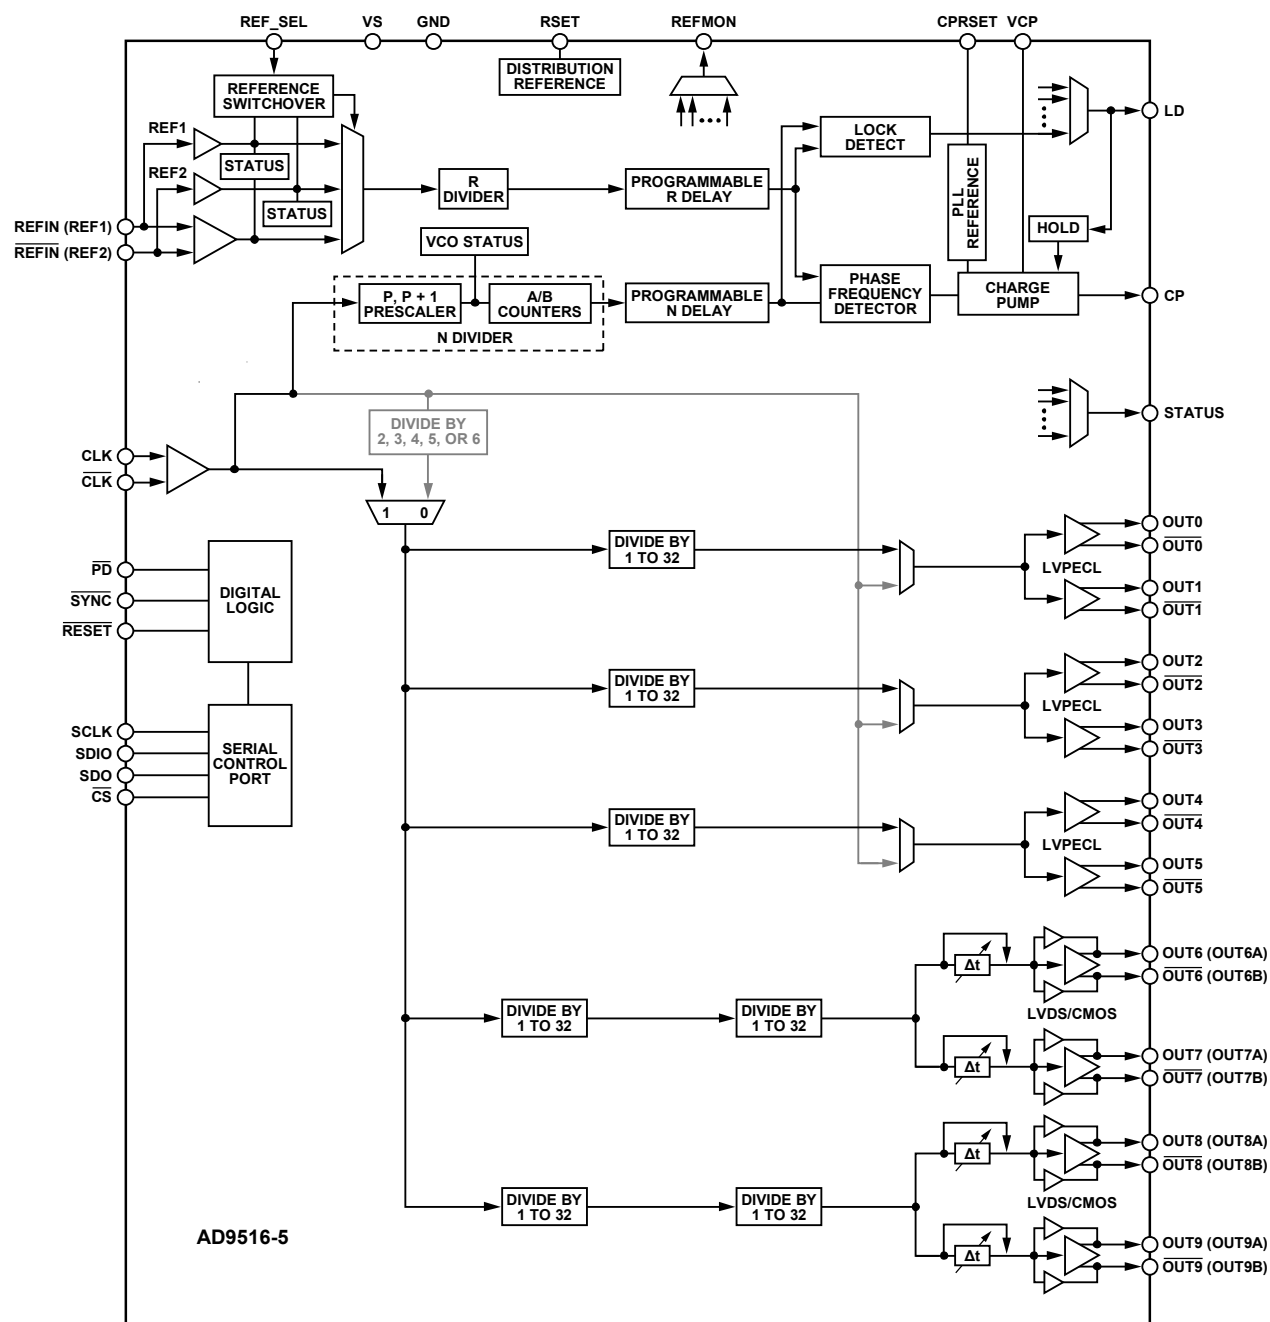 REF_SEL VS GND RSET REFMON CPRSET VCP
DISTRIBUTION
REFERENCE
REFERENCE
SWITCHOVER
REF1
STATUS
REF2
STATUS
REFIN (REF1)
REFIN (REF2)
R
DIVIDER
PROGRAMMABLE
R DELAY
LOCK
DETECT
LD
PLL
REFERENCE
HOLD
VCO STATUS
P, P + 1
PRESCALER
A/B
COUNTERS
N DIVIDER
PROGRAMMABLE
N DELAY
PHASE
FREQUENCY
DETECTOR
CHARGE
PUMP
CP
STATUS
DIVIDE BY
2, 3, 4, 5, OR 6
CLK
CLK
1 0
DIVIDE BY
1 TO 32
LVPECL
OUT0
OUT0
OUT1
OUT1
PD
SYNC
RESET
DIGITAL
LOGIC
DIVIDE BY
1 TO 32
LVPECL
OUT2
OUT2
OUT3
OUT3
SCLK
SDIO
SDO
CS
SERIAL
CONTROL
PORT
DIVIDE BY
1 TO 32
LVPECL
OUT4
OUT4
OUT5
OUT5
DIVIDE BY
1 TO 32
DIVIDE BY
1 TO 32
Δt
Δt
LVDS/CMOS
OUT6 (OUT6A)
OUT6 (OUT6B)
OUT7 (OUT7A)
OUT7 (OUT7B)
DIVIDE BY
1 TO 32
DIVIDE BY
1 TO 32
Δt
Δt
LVDS/CMOS
OUT8 (OUT8A)
OUT8 (OUT8B)
OUT9 (OUT9A)
OUT9 (OUT9B)
AD9516-5